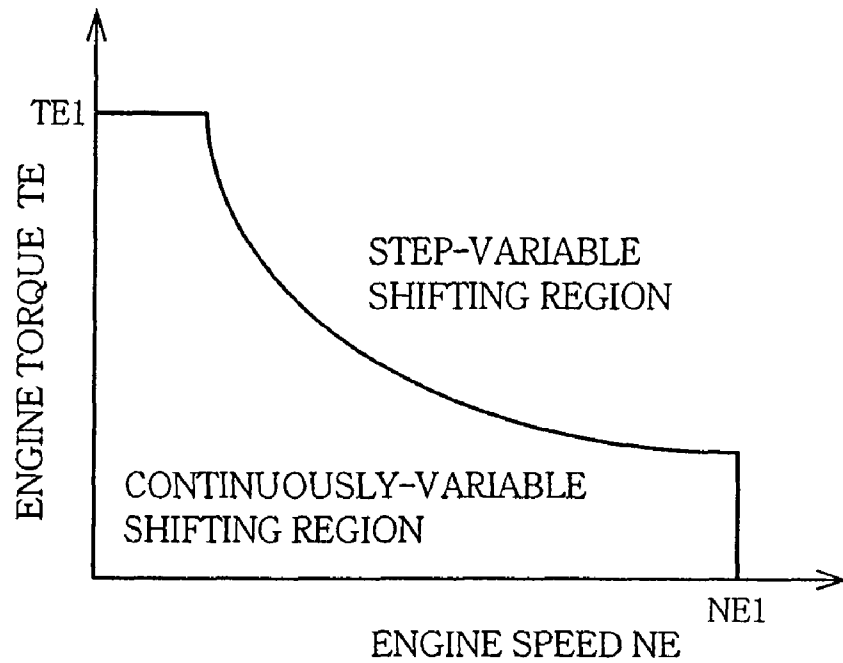 TE1
ENGINE TORQUE TE
STEP-VARIABLE
SHIFTING REGION
CONTINUOUSLY-VARIABLE
SHIFTING REGION
NE1
ENGINE SPEED NE